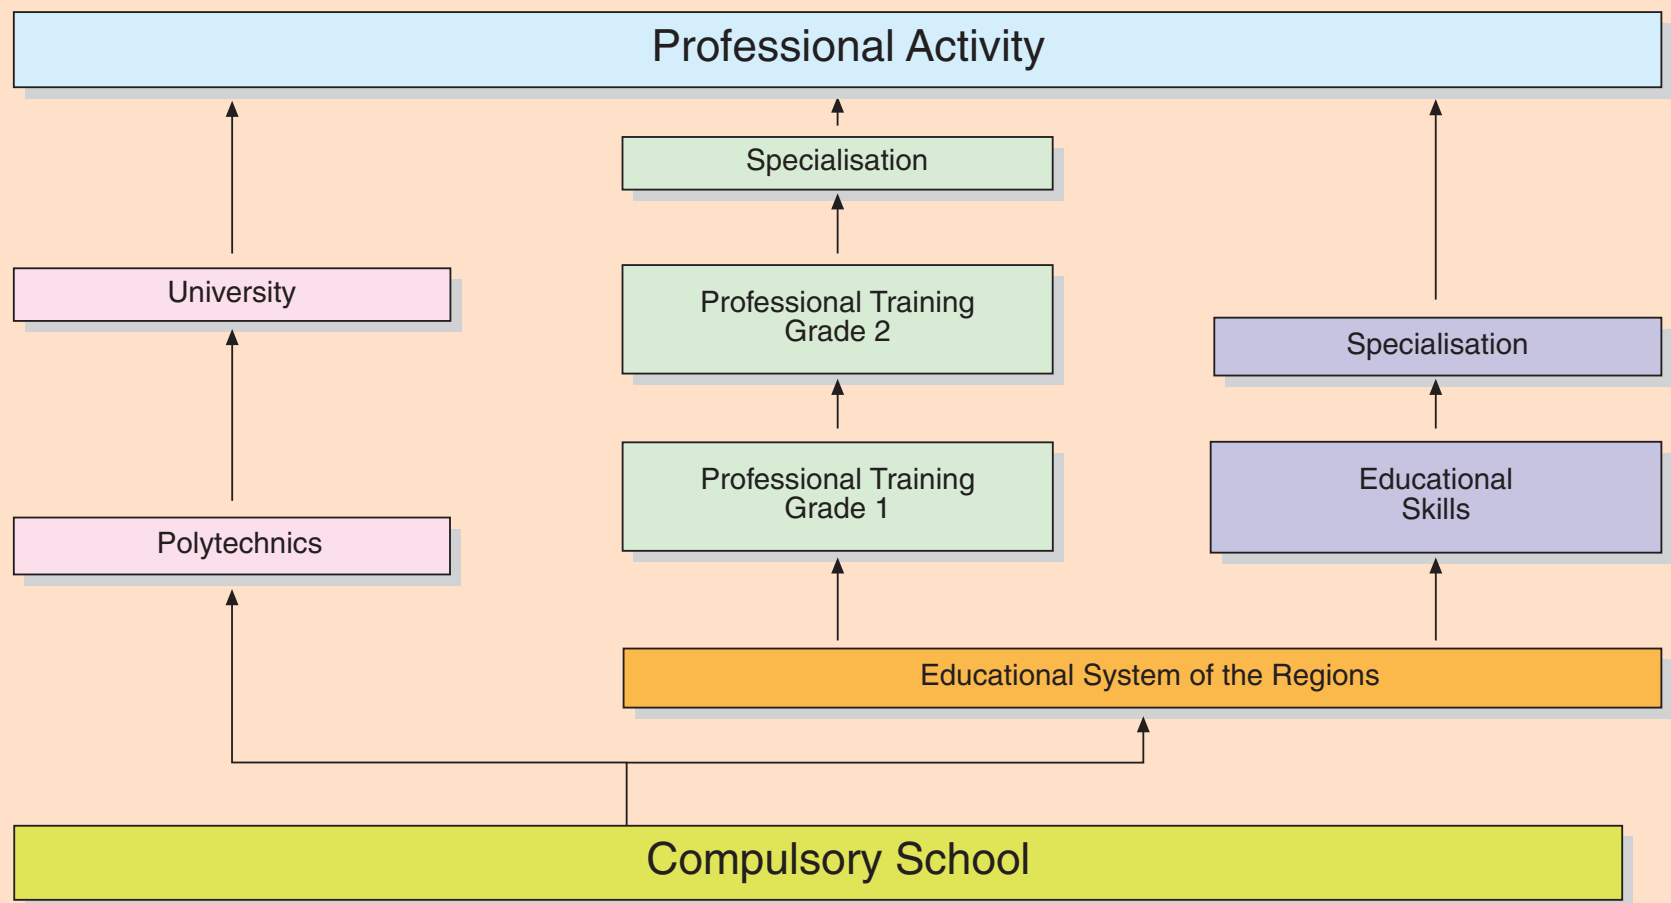 Professional Activity
Specialisation
University
Professional Training
Grade 2
Specialisation
Professional Training
Grade 1
Educational
Skills
Polytechnics
Educational System of the Regions
Compulsory School